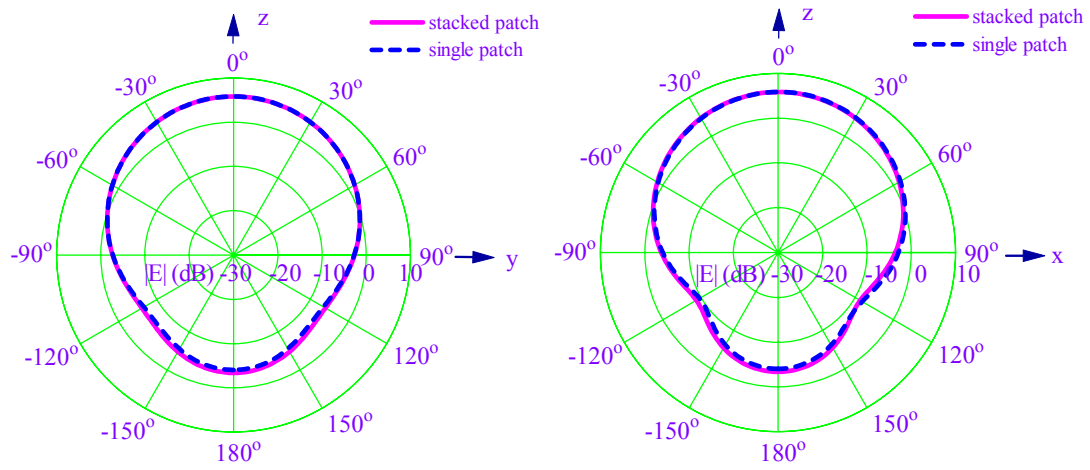 z
stacked patch
single patch
0º
-30º
30º
-60º
60º
-90º
90º
y
|E| (dB) -30 -20 -10 0 10
-120º
120º
-150º
150º
180º
z
stacked patch
single patch
0º
-30º
30º
-60º
60º
-90º
90º
x
|E| (dB) -30 -20 -10 0 10
-120º
120º
-150º
150º
180º